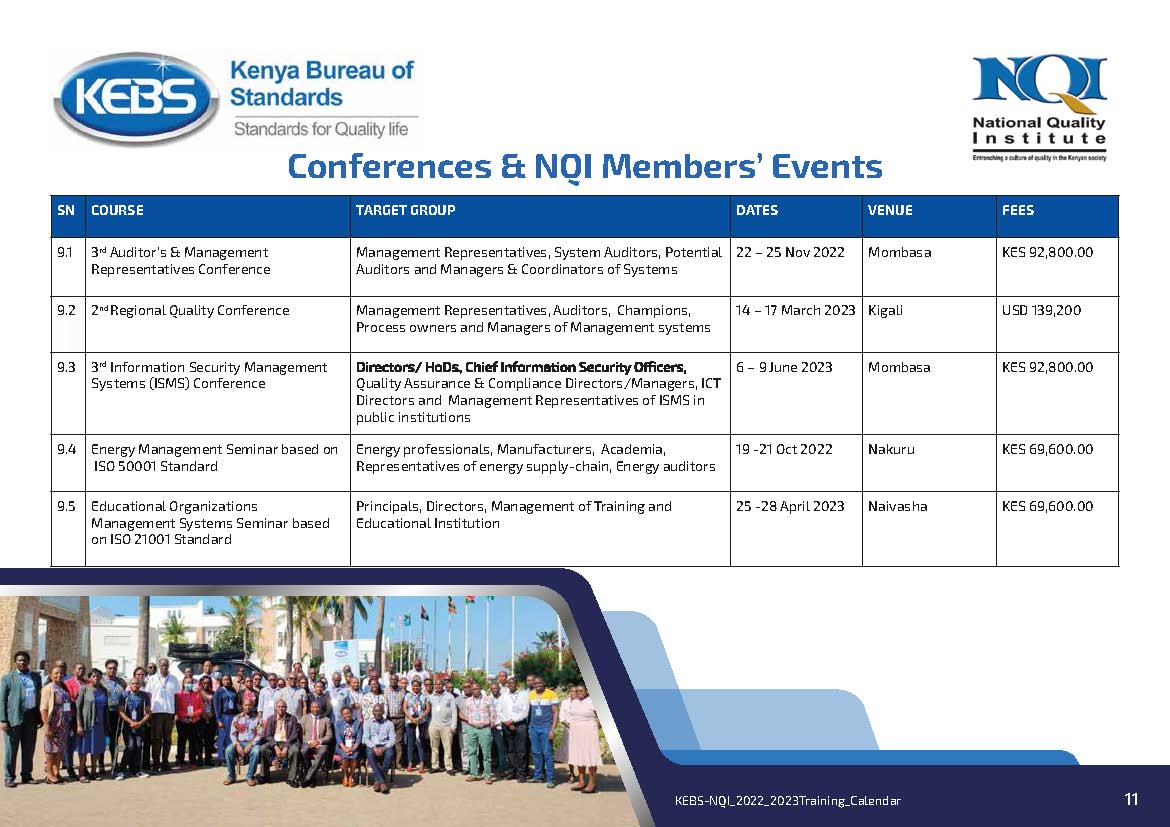 KEBS
Kenya Bureau of
Standards
Standards for Quality life
NQI
National Quality
Institute
Entrenching a culture of quality in the Kenyan society
Conferences & NQI Members’ Events
SN COURSE TARGET GROUP DATES VENUE FEES
9.1 3rd Auditor’s & Management Management Representatives, System Auditors, Potential 22 – 25 Nov 2022 Mombasa KES 92,800.00
Representatives Conference Auditors and Managers & Coordinators of Systems
9.2 2nd Regional Quality Conference Management Representatives, Auditors, Champions, 14 – 17 March 2023 Kigali USD 139,200
Process owners and Managers of Management systems
9.3 3rd Information Security Management Directors/ HoDs, Chief Information Security Officers, 6 – 9 June 2023 Mombasa KES 92,800.00
Systems (ISMS) Conference Quality Assurance & Compliance Directors/Managers, ICT
Directors and Management Representatives of ISMS in
public institutions
9.4 Energy Management Seminar based on Energy professionals, Manufacturers, Academia, 19 -21 Oct 2022 Nakuru KES 69,600.00
ISO 50001 Standard Representatives of energy supply-chain, Energy auditors
9.5 Educational Organizations Principals, Directors, Management of Training and 25 -28 April 2023 Naivasha KES 69,600.00
Management Systems Seminar based Educational Institution
on ISO 21001 Standard
KEBS-NQI_2022_2023Training_Calendar 11